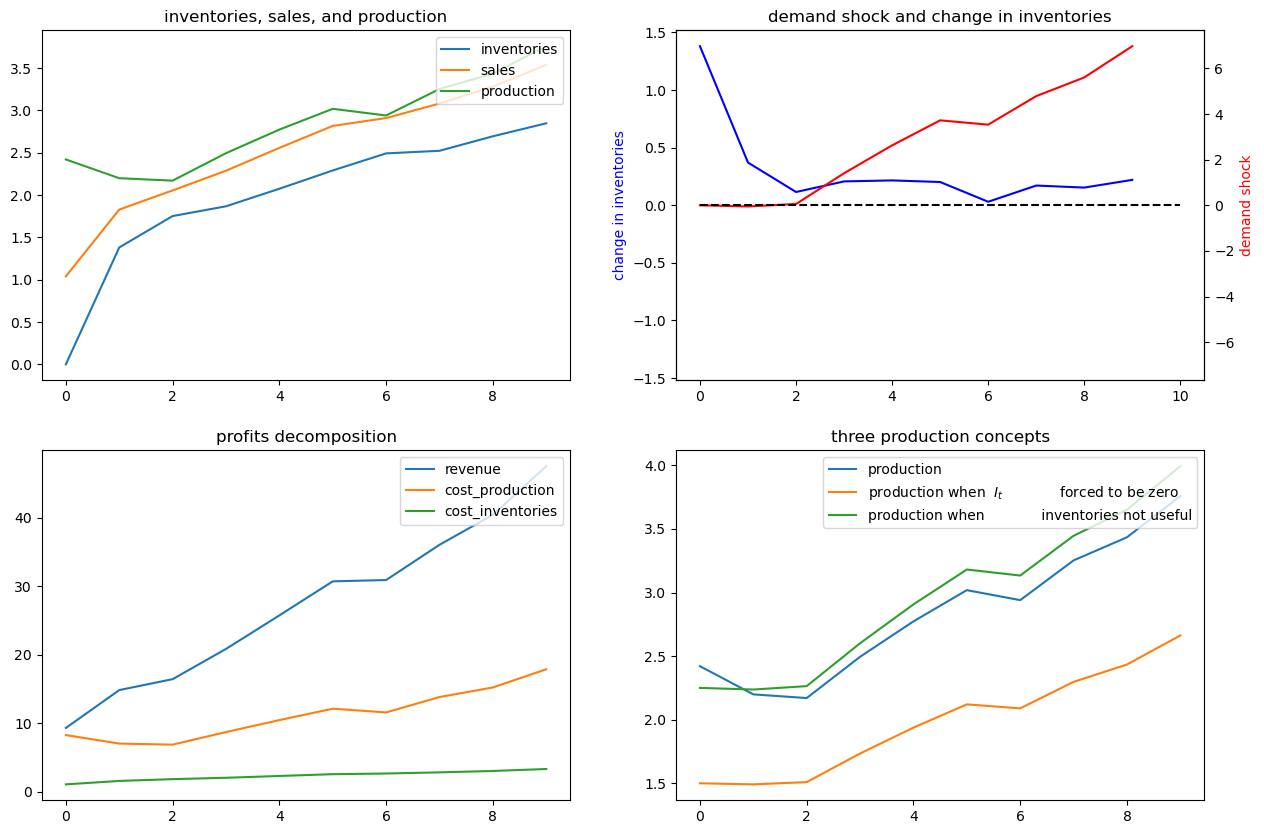 inventories, sales, and production
inventories
sales
production
3.5
3.0
2.5
2.0
1.5
1.0
0.5
0.0
0 2 4 6 8
demand shock and change in inventories
change in inventories
1.5
1.0
0.5
0.0
−0.5
−1.0
−1.5
6
4
2
0
−2
−4
−6
demand shock
0 2 4 6 8 10
profits decomposition
revenue
cost_production
cost_inventories
40
30
20
10
0
0 2 4 6 8
three production concepts
production
production when I_t forced to be zero
production when inventories not useful
4.0
3.5
3.0
2.5
2.0
1.5
0 2 4 6 8